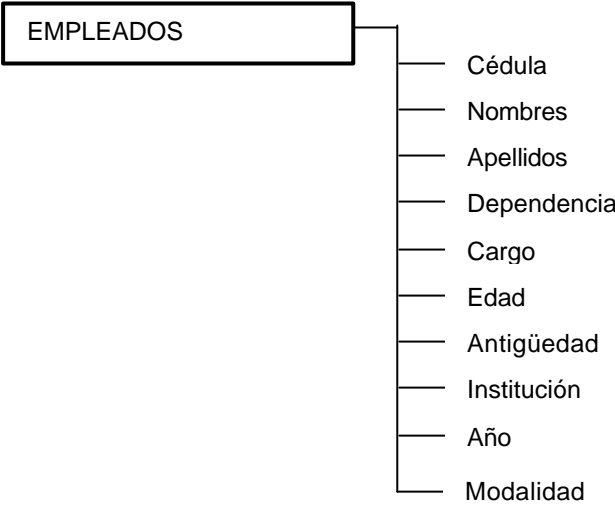 EMPLEADOS
Cédula
Nombres
Apellidos
Dependencia
Cargo
Edad
Antigüedad
Institución
Año
Modalidad